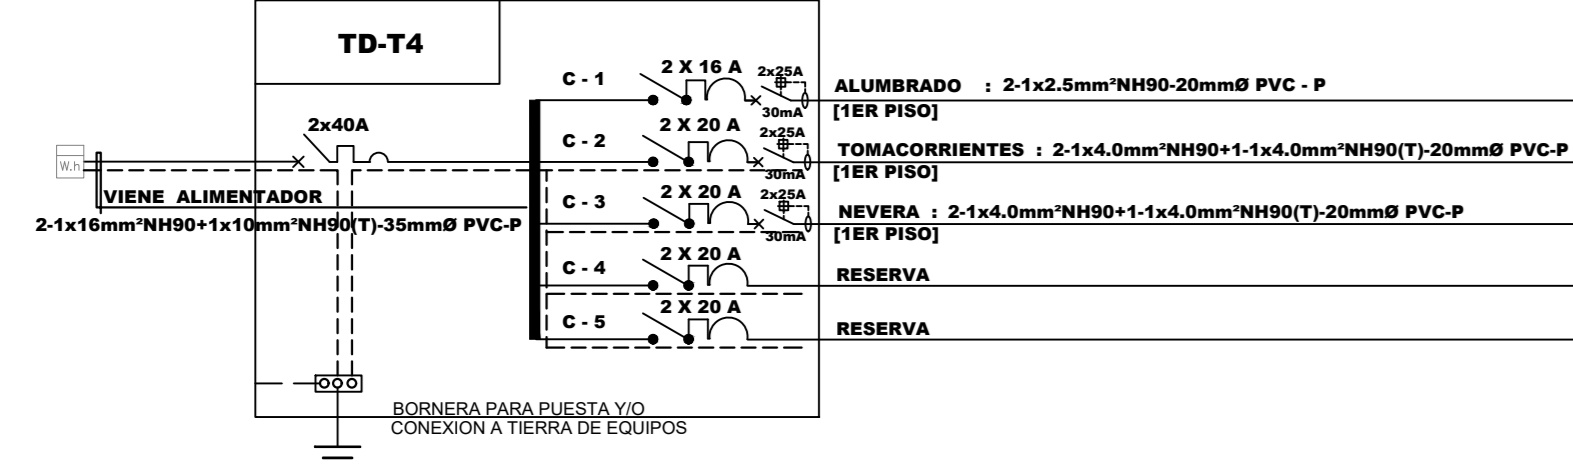 TD-T4
C - 1
2 X 16 A
2x25A
30mA
ALUMBRADO : 2-1x2.5mm²NH90-20mmØ PVC - P
[1ER PISO]
2x40A
C - 2
2 X 20 A
2x25A
30mA
TOMACORRIENTES : 2-1x4.0mm²NH90+1-1x4.0mm²NH90(T)-20mmØ PVC-P
[1ER PISO]
W.h
VIENE ALIMENTADOR
2-1x16mm²NH90+1x10mm²NH90(T)-35mmØ PVC-P
C - 3
2 X 20 A
2x25A
30mA
NEVERA : 2-1x4.0mm²NH90+1-1x4.0mm²NH90(T)-20mmØ PVC-P
[1ER PISO]
C - 4
2 X 20 A
RESERVA
C - 5
2 X 20 A
RESERVA
BORNERA PARA PUESTA Y/O
CONEXION A TIERRA DE EQUIPOS